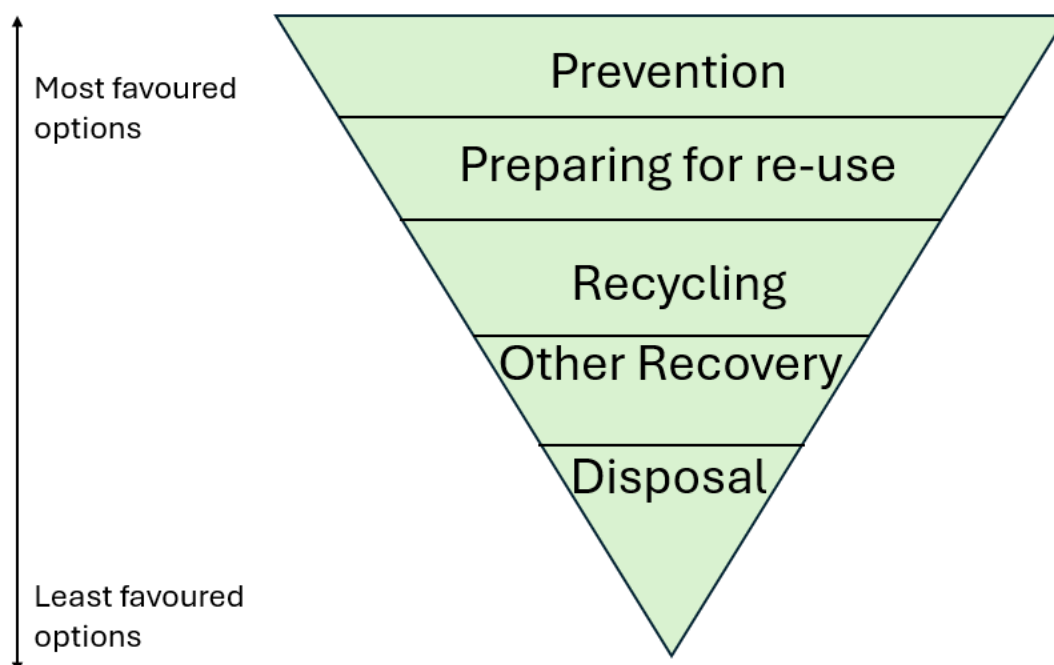 Most favoured
options
Prevention
Preparing for re-use
Recycling
Other Recovery
Disposal
Least favoured
options